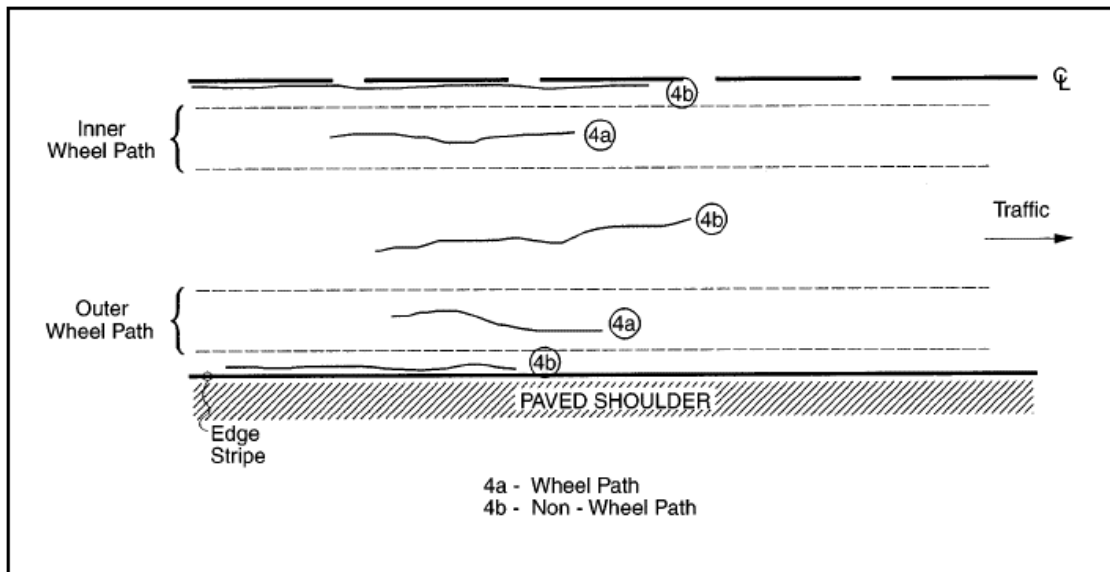 ℄
4b
Inner
Wheel Path
4a
4b
Traffic
Outer
Wheel Path
4a
4b
PAVED SHOULDER
Edge
Stripe
4a - Wheel Path
4b - Non - Wheel Path